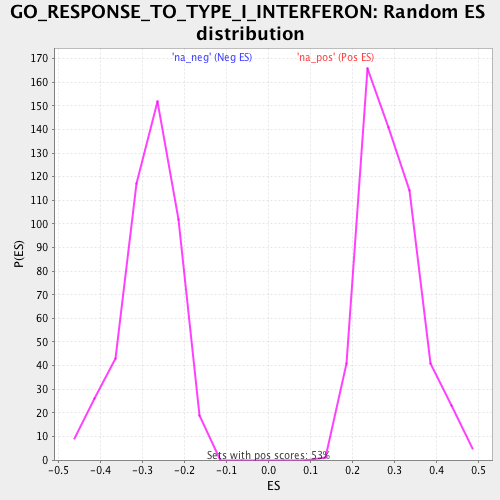 GO_RESPONSE_TO_TYPE_I_INTERFERON: Random ES
distribution
'na_neg' (Neg ES) 'na_pos' (Pos ES)
170
160
150
140
130
120
110
100
90
80
70
60
50
40
30
20
10
0
P(ES)
Sets with pos scores: 53%
-0.5 -0.4 -0.3 -0.2 -0.1 0.0 0.1 0.2 0.3 0.4 0.5
ES